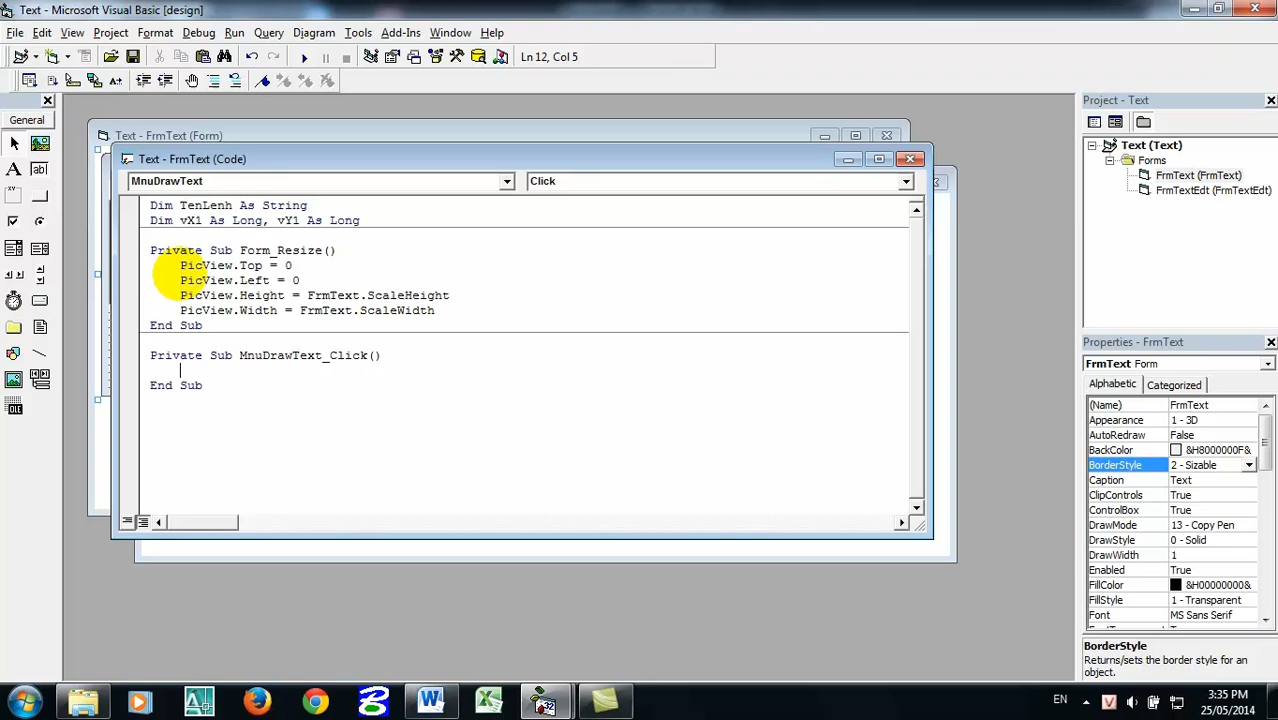 Text - Microsoft Visual Basic [design]
File Edit View Project Format Debug Run Query Diagram Tools Add-Ins Window Help
Ln 12, Col 5
General
Text - FrmText (Form)
Text - FrmText (Code)
MnuDrawText Click
Dim TenLenh As String
Dim vX1 As Long, vY1 As Long
Private Sub Form_Resize()
PicView.Top = 0
PicView.Left = 0
PicView.Height = FrmText.ScaleHeight
PicView.Width = FrmText.ScaleWidth
End Sub
Private Sub MnuDrawText_Click()
End Sub
Project - Text
Text (Text)
Forms
FrmText (FrmText)
FrmTextEdt (FrmTextEdt)
Properties - FrmText
FrmText Form
Alphabetic Categorized
(Name) FrmText
Appearance 1 - 3D
AutoRedraw False
BackColor &H8000000F&
BorderStyle 2 - Sizable
Caption Text
ClipControls True
ControlBox True
DrawMode 13 - Copy Pen
DrawStyle 0 - Solid
DrawWidth 1
Enabled True
FillColor &H00000000&
FillStyle 1 - Transparent
Font MS Sans Serif
BorderStyle
Returns/sets the border style for an
object.
EN
3:35 PM
25/05/2014